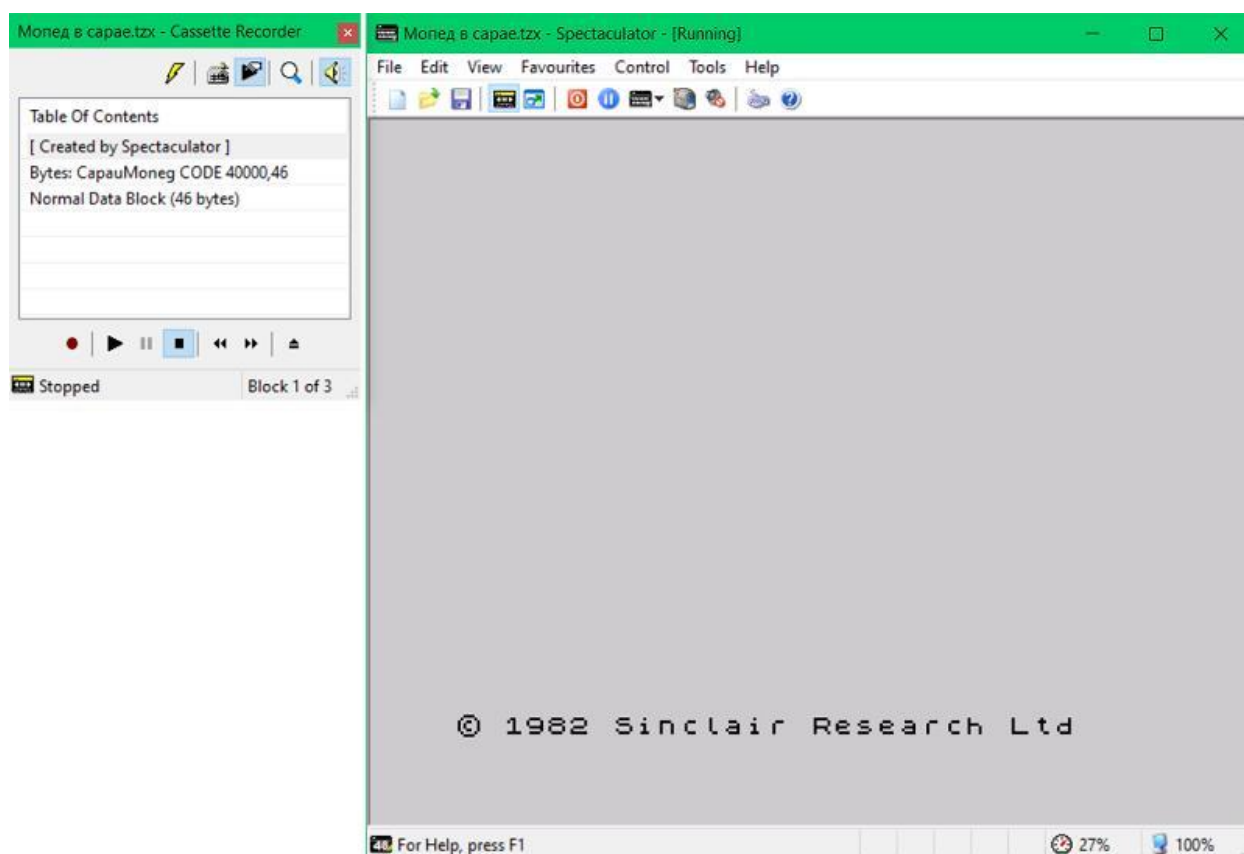 Мопед в сарае.tzx - Cassette Recorder
Table Of Contents
[ Created by Spectaculator ]
Bytes: CapauMoneg CODE 40000,46
Normal Data Block (46 bytes)
Stopped
Block 1 of 3
Мопед в сарае.tzx - Spectaculator - [Running]
File Edit View Favourites Control Tools Help
© 1982 Sinclair Research Ltd
48
For Help, press F1
27%
100%